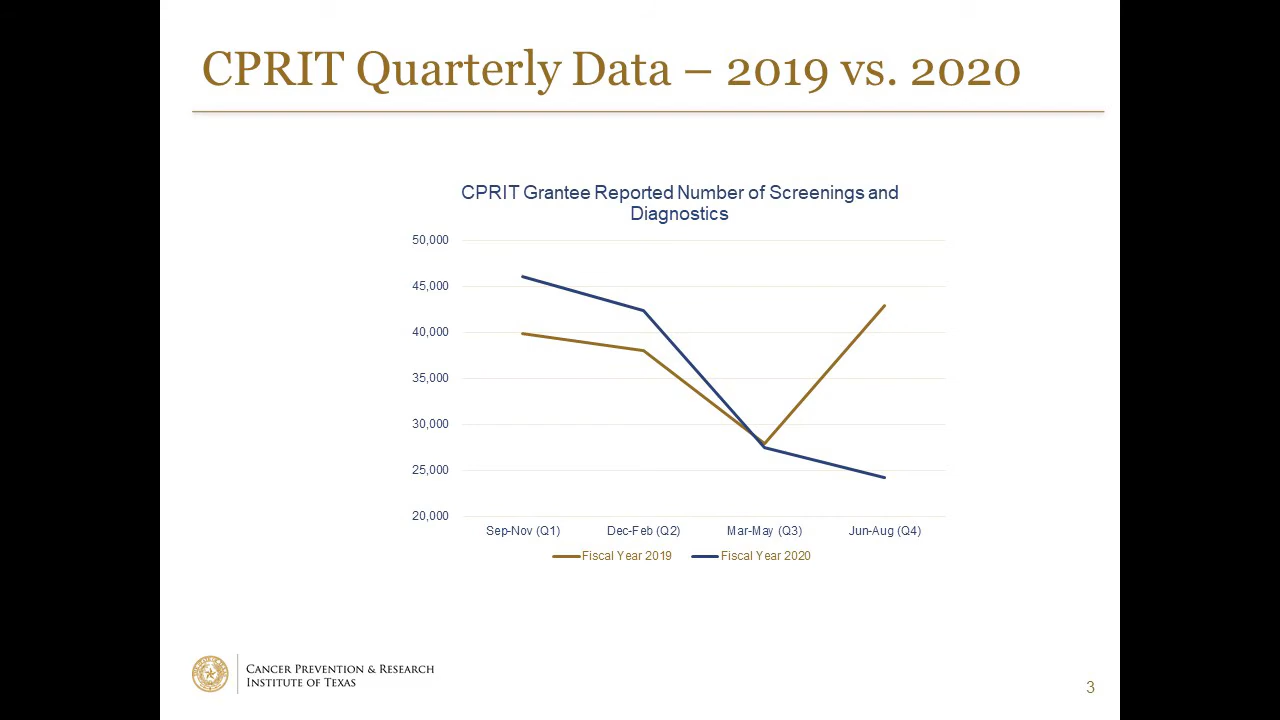 CPRIT Quarterly Data – 2019 vs. 2020
CPRIT Grantee Reported Number of Screenings and
Diagnostics
50,000
45,000
40,000
35,000
30,000
25,000
20,000
Sep-Nov (Q1) Dec-Feb (Q2) Mar-May (Q3) Jun-Aug (Q4)
Fiscal Year 2019 Fiscal Year 2020
Cancer Prevention & Research
Institute of Texas
3